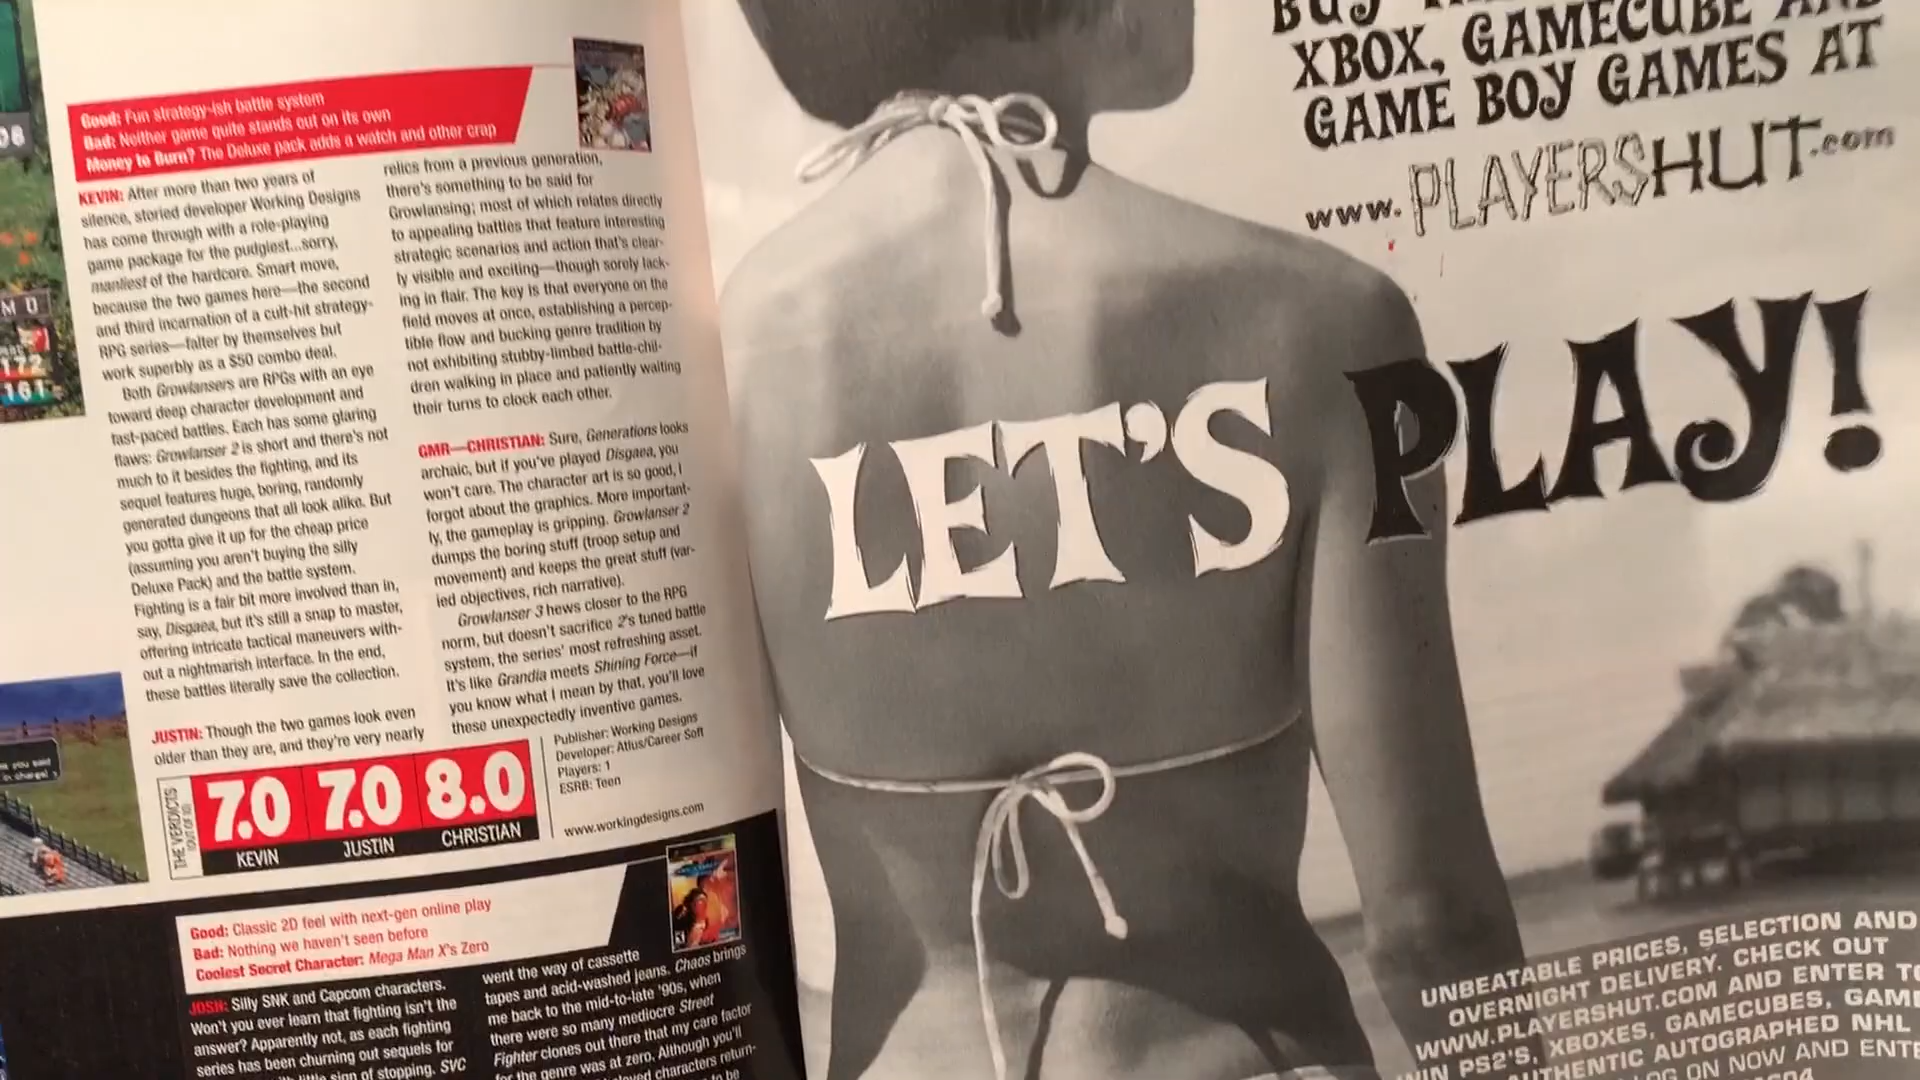 08
M D
172
161
Good: Fun strategy-ish battle system
Bad: Neither game quite stands out on its own
Money to Burn? The Deluxe pack adds a watch and other crap
KEVIN: After more than two years of
silence, storied developer Working Designs
has come through with a role-playing
game package for the pudgiest...sorry,
manliest of the hardcore. Smart move,
because the two games here—the second
and third incarnation of a cult-hit strategy-
RPG series—falter by themselves but
work superbly as a $50 combo deal.
Both Growlansers are RPGs with an eye
toward deep character development and
fast-paced battles. Each has some glaring
flaws: Growlanser 2 is short and there's not
much to it besides the fighting, and its
sequel features huge, boring, randomly
generated dungeons that all look alike. But
you gotta give it up for the cheap price
(assuming you aren't buying the silly
Deluxe Pack) and the battle system.
Fighting is a fair bit more involved than in,
say, Disgaea, but it's still a snap to master,
offering intricate tactical maneuvers with-
out a nightmarish interface. In the end,
these battles literally save the collection.
JUSTIN: Though the two games look even
older than they are, and they're very nearly
relics from a previous generation,
there's something to be said for
Growlansing; most of which relates directly
to appealing battles that feature interesting
strategic scenarios and action that's clear-
ly visible and exciting—though sorely lack-
ing in flair. The key is that everyone on the
field moves at once, establishing a percep-
tible flow and bucking genre tradition by
not exhibiting stubby-limbed battle-chil-
dren walking in place and patiently waiting
their turns to clock each other.
GMR—CHRISTIAN: Sure, Generations looks
archaic, but if you've played Disgaea, you
won't care. The character art is so good, I
forgot about the graphics. More important-
ly, the gameplay is gripping. Growlanser 2
dumps the boring stuff (troop setup and
movement) and keeps the great stuff (var-
ied objectives, rich narrative).
Growlanser 3 hews closer to the RPG
norm, but doesn't sacrifice 2's tuned battle
system, the series' most refreshing asset.
It's like Grandia meets Shining Force—if
you know what I mean by that, you'll love
these unexpectedly inventive games.
THE VERDICTS
(OUT OF 10)
7.0 7.0 8.0
KEVIN JUSTIN CHRISTIAN
Publisher: Working Designs
Developer: Atlus/Career Soft
Players: 1
ESRB: Teen
www.workingdesigns.com
Good: Classic 2D feel with next-gen online play
Bad: Nothing we haven't seen before
Coolest Secret Character: Mega Man X's Zero
JOSH: Silly SNK and Capcom characters.
Won't you ever learn that fighting isn't the
answer? Apparently not, as each fighting
series has been churning out sequels for
little sign of stopping. SVC
went the way of cassette
tapes and acid-washed jeans. Chaos brings
me back to the mid-to-late '90s, when
there were so many mediocre Street
Fighter clones out there that my care factor
for the genre was at zero. Although you'll
characters return-
to be
BUY
XBOX, GAMECUBE AND
GAME BOY GAMES AT
www.PLAYERSHUT.com
LET'S PLAY!
UNBEATABLE PRICES, SELECTION AND
OVERNIGHT DELIVERY. CHECK OUT
WWW.PLAYERSHUT.COM AND ENTER TO
WIN PS2'S, XBOXES, GAMECUBES, GAME
AUTHENTIC AUTOGRAPHED NHL
LOG ON NOW AND ENTE